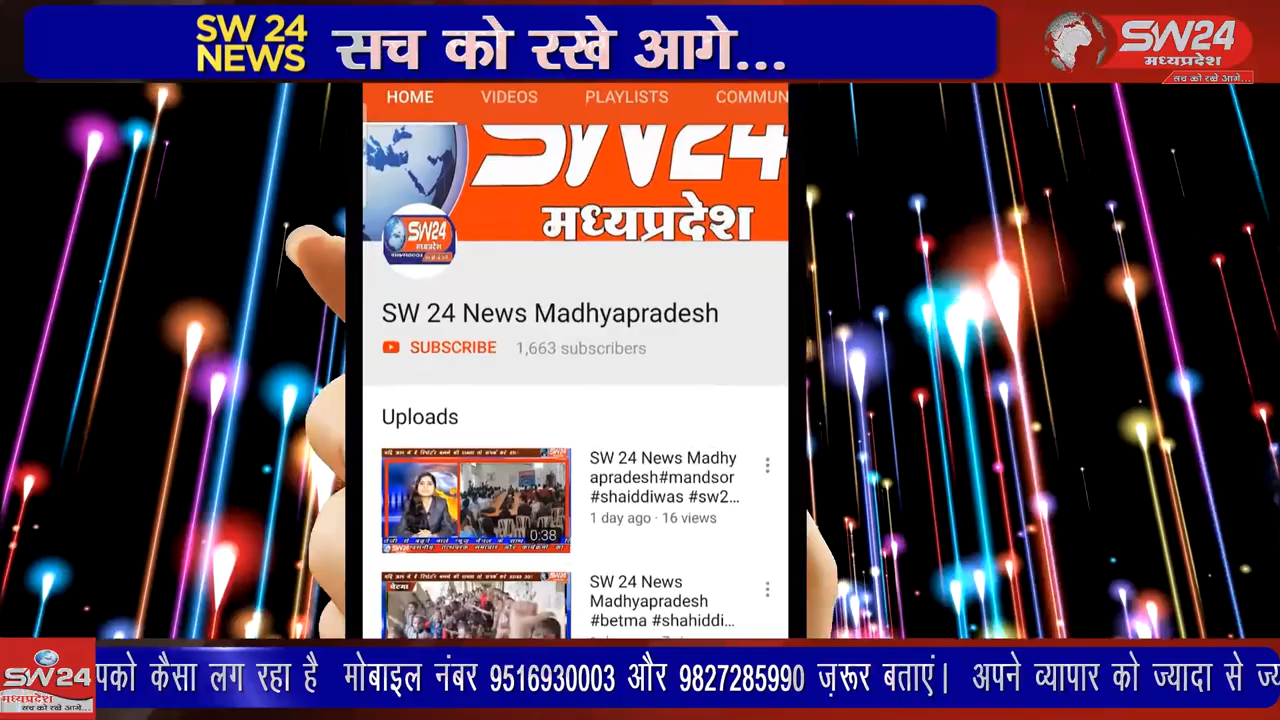 SW 24
NEWS
सच को रखे आगे...
SW24
मध्यप्रदेश
सच को रखे आगे...
HOME VIDEOS PLAYLISTS COMMUN
SW24
मध्यप्रदेश
SW24
SW 24 News Madhyapradesh
SUBSCRIBE 1,663 subscribers
Uploads
SW 24 News Madhy
apradesh#mandsor
#shaiddiwas #sw2...
1 day ago · 16 views
0:38
SW 24 News
Madhyapradesh
#betma #shahiddi...
बेटमा
SW24
मध्यप्रदेश
सच को रखे आगे...
पको कैसा लग रहा है मोबाइल नंबर 9516930003 और 9827285990 ज़रूर बताएं। अपने व्यापार को ज्यादा से ज्य